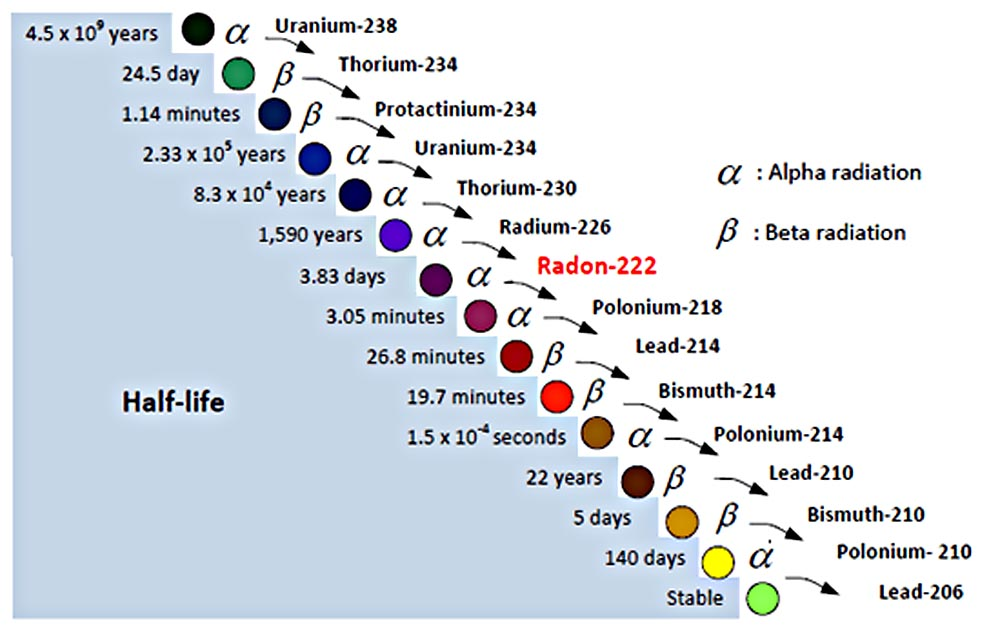 4.5 x 10⁹ years α Uranium-238
24.5 day β Thorium-234
1.14 minutes β Protactinium-234
2.33 x 10⁵ years α Uranium-234
8.3 x 10⁴ years α Thorium-230
1,590 years α Radium-226
3.83 days α Radon-222
3.05 minutes α Polonium-218
26.8 minutes β Lead-214
19.7 minutes β Bismuth-214
1.5 x 10⁻⁴ seconds α Polonium-214
22 years β Lead-210
5 days β Bismuth-210
140 days α Polonium- 210
Stable Lead-206
Half-life
α : Alpha radiation
β : Beta radiation